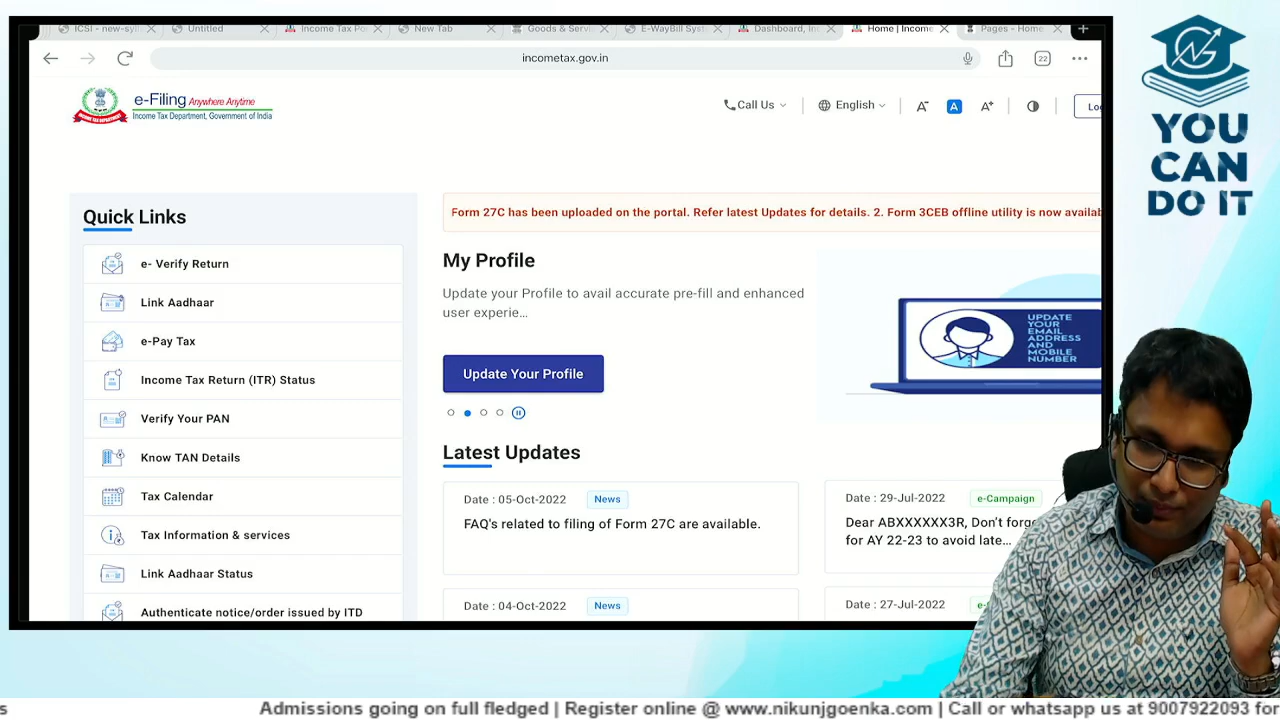 ICSI - new-syl
Untitled
Income Tax Po
New Tab
Goods & Servi
E-WayBill Syst
Dashboard, In
Home | Income
Pages - Home
incometax.gov.in
22
e-Filing Anywhere Anytime
Income Tax Department, Government of India
Call Us
English
A-
A
A+
Lo
Quick Links
e- Verify Return
Link Aadhaar
e-Pay Tax
Income Tax Return (ITR) Status
Verify Your PAN
Know TAN Details
Tax Calendar
Tax Information & services
Link Aadhaar Status
Authenticate notice/order issued by ITD
Form 27C has been uploaded on the portal. Refer latest Updates for details. 2. Form 3CEB offline utility is now availab
My Profile
Update your Profile to avail accurate pre-fill and enhanced
user experie...
Update Your Profile
UPDATE
YOUR
EMAIL
ADDRESS
AND
MOBILE
NUMBER
Latest Updates
Date : 05-Oct-2022 News
FAQ's related to filing of Form 27C are available.
Date : 29-Jul-2022 e-Campaign
Dear ABXXXXXX3R, Don't forg
for AY 22-23 to avoid late...
Date : 04-Oct-2022 News
Date : 27-Jul-2022 e-
NG
YOU
CAN
DO IT
s Admissions going on full fledged | Register online @ www.nikunjgoenka.com | Call or whatsapp us at 9007922093 for